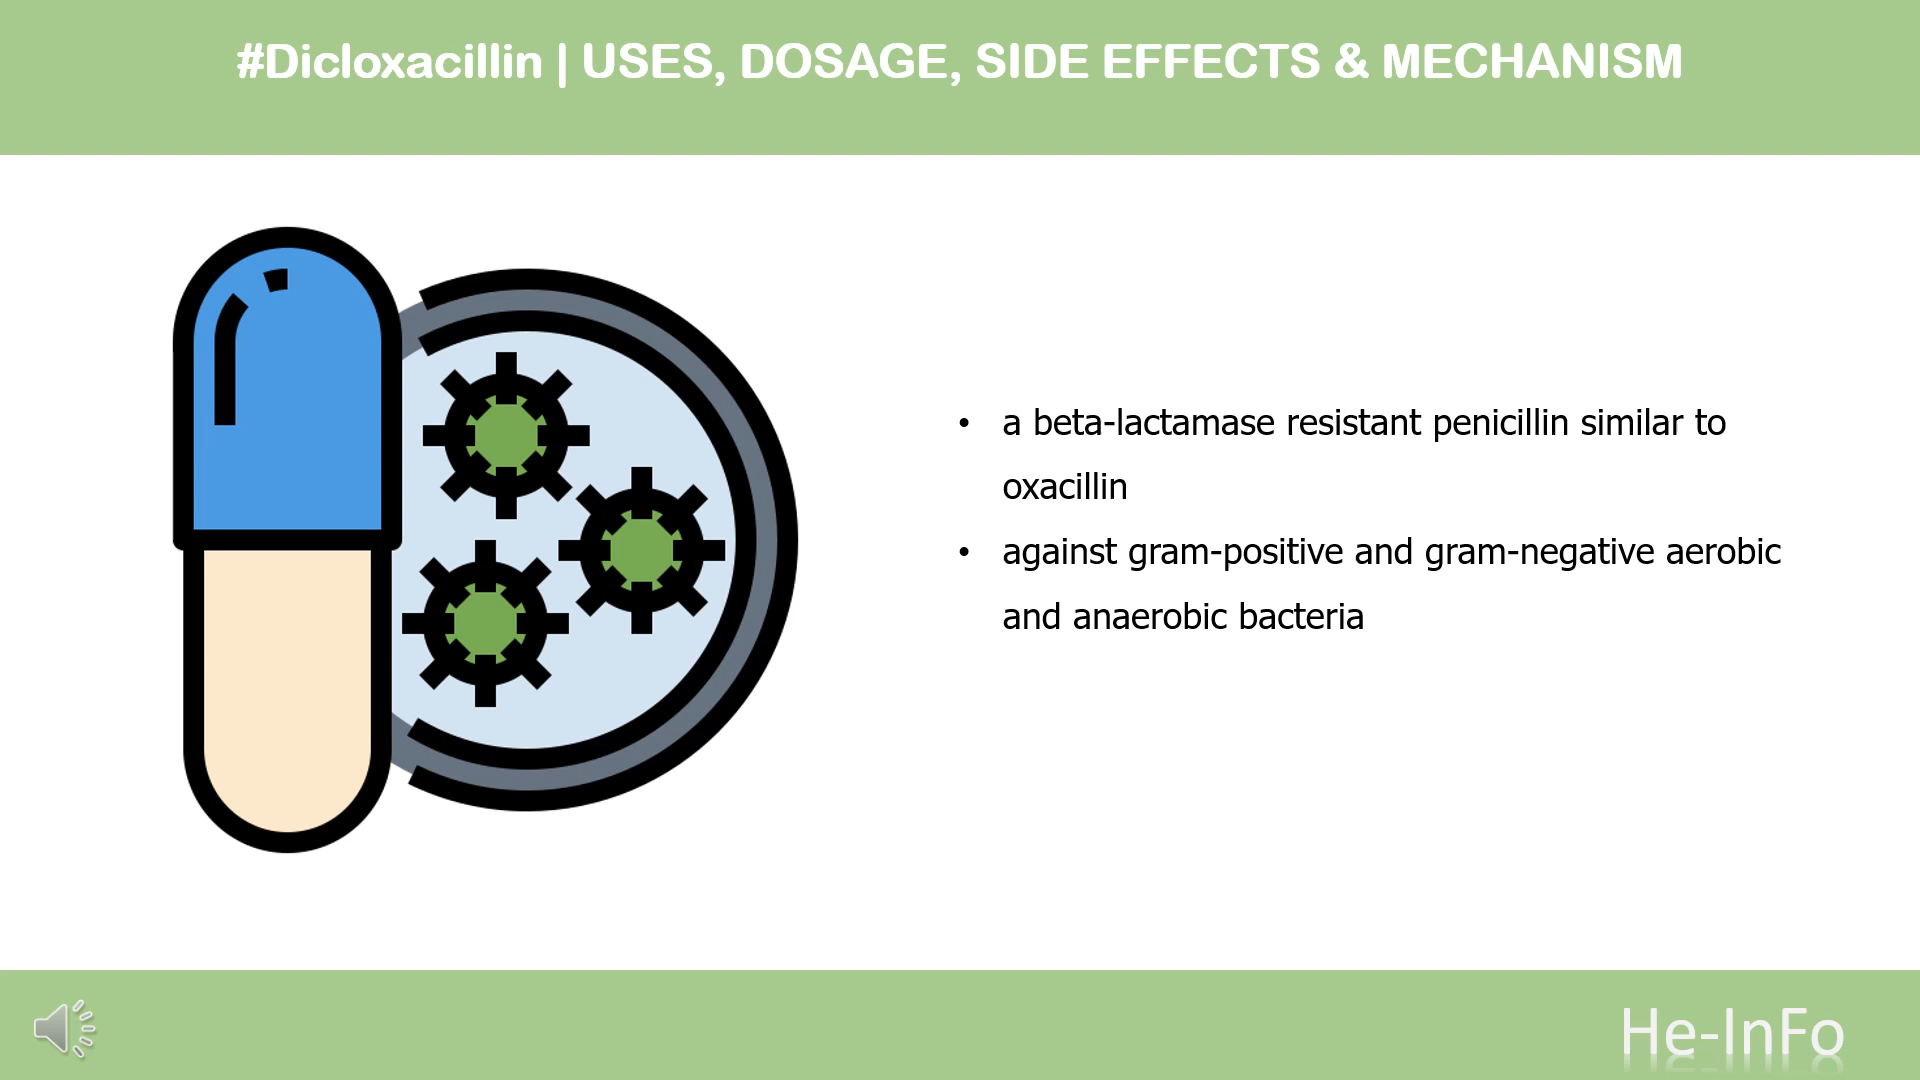 #Dicloxacillin | USES, DOSAGE, SIDE EFFECTS & MECHANISM
• a beta-lactamase resistant penicillin similar to
oxacillin
• against gram-positive and gram-negative aerobic
and anaerobic bacteria
He-InFo